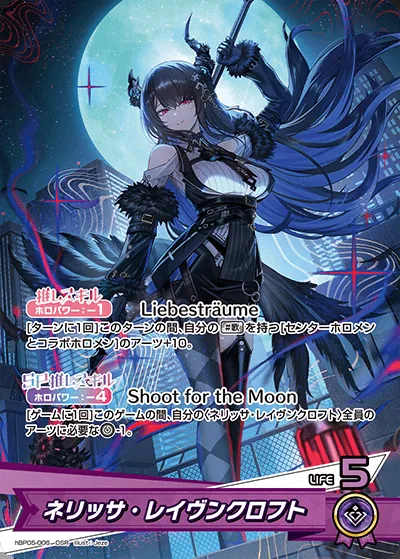 推しスキル
ホロパワー：-1
Liebesträume
[ターンに1回]このターンの間、自分の #歌 を持つ[センターホロメン
とコラボホロメン]のアーツ+10。
SP推しスキル
ホロパワー：-4
Shoot for the Moon
[ゲームに1回]このゲームの間、自分の〈ネリッサ・レイヴンクロフト〉全員の
アーツに必要な-1。
LIFE 5
ネリッサ・レイヴンクロフト
hBP05-006 OSR illust: Jeze